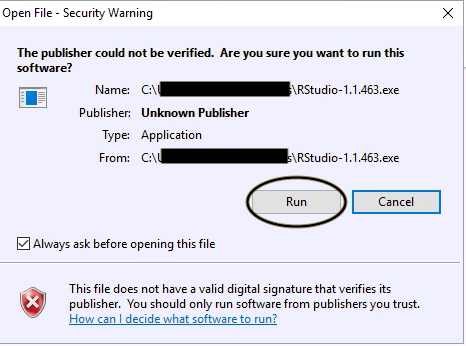 Open File - Security Warning
The publisher could not be verified. Are you sure you want to run this
software?
Name: C:\ s\RStudio-1.1.463.exe
Publisher: Unknown Publisher
Type: Application
From: C:\ s\RStudio-1.1.463.exe
Run Cancel
Always ask before opening this file
This file does not have a valid digital signature that verifies its
publisher. You should only run software from publishers you trust.
How can I decide what software to run?